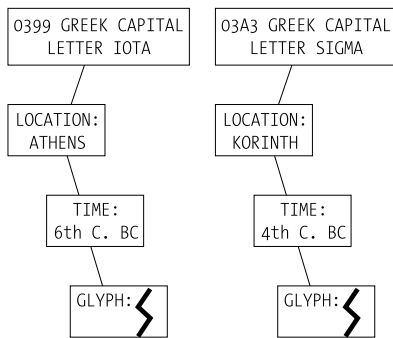 0399 GREEK CAPITAL
LETTER IOTA
LOCATION:
ATHENS
TIME:
6th C. BC
GLYPH:
03A3 GREEK CAPITAL
LETTER SIGMA
LOCATION:
KORINTH
TIME:
4th C. BC
GLYPH: